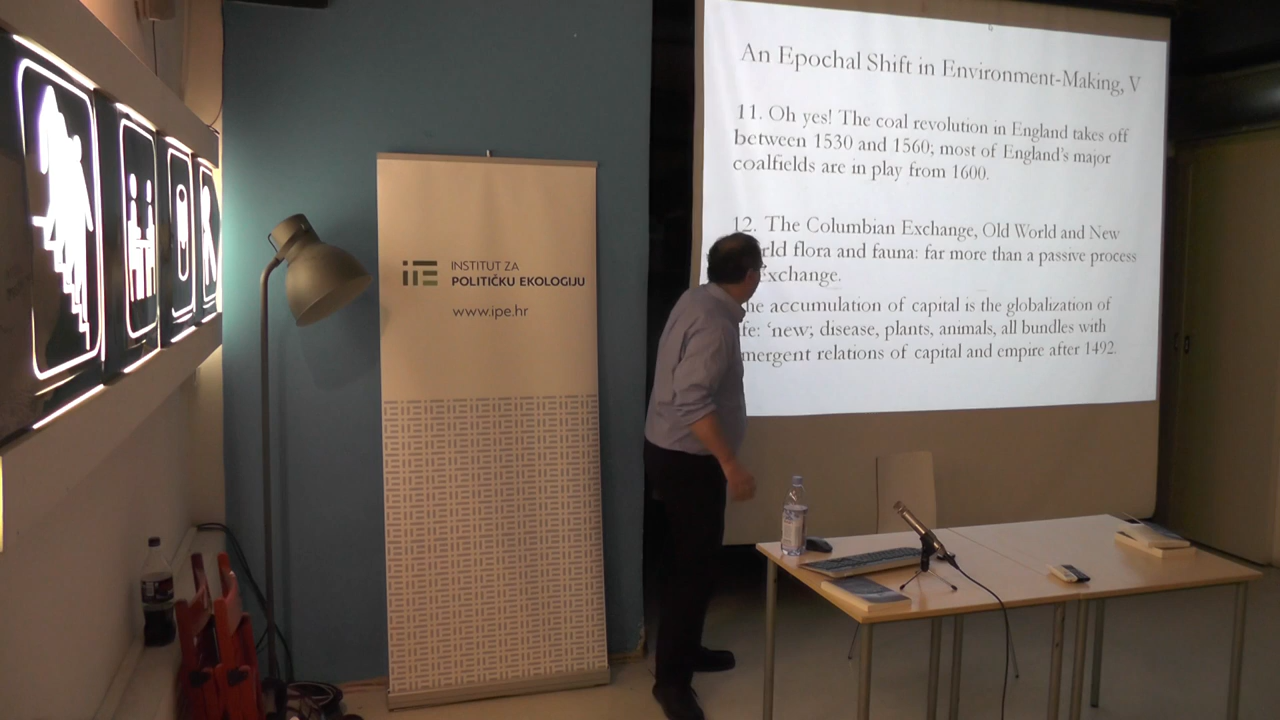 INSTITUT ZA
POLITIČKU EKOLOGIJU
www.ipe.hr
An Epochal Shift in Environment-Making, V
11. Oh yes! The coal revolution in England takes off
between 1530 and 1560; most of England's major
coalfields are in play from 1600.
12. The Columbian Exchange, Old World and New
rld flora and fauna: far more than a passive process
xchange.
he accumulation of capital is the globalization of
fe: ‘new; disease, plants, animals, all bundles with
mergent relations of capital and empire after 1492.